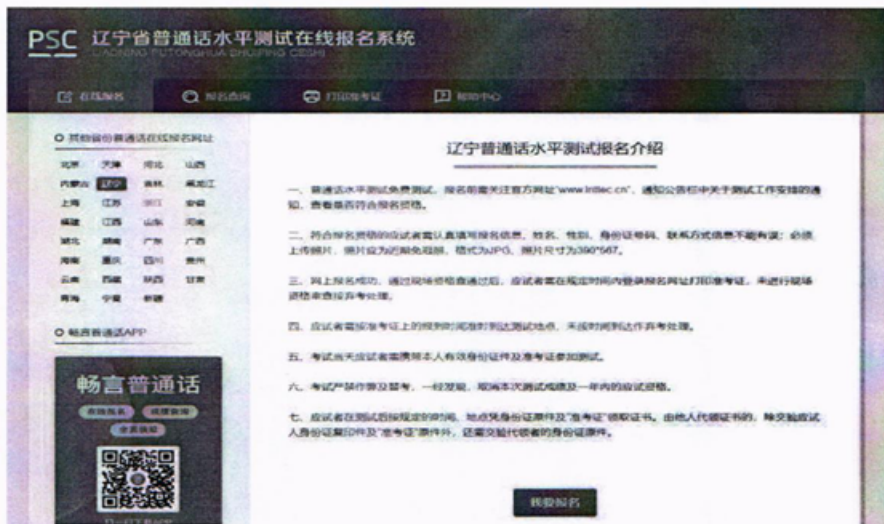 PSC 辽宁省普通话水平测试在线报名系统
LIAONING PUTONGHUA SHUIPING CESHI
在线报名 报名查询 打印准考证 帮助中心
其他省份普通话在线报名网址
北京 天津 河北 山西
内蒙古 辽宁 吉林 黑龙江
上海 江苏 浙江 安徽
福建 江西 山东 河南
湖北 湖南 广东 广西
海南 重庆 四川 贵州
云南 西藏 陕西 甘肃
青海 宁夏 新疆
畅言普通话APP
畅言普通话
在线报名 成绩查询
辽宁普通话水平测试报名介绍
一、普通话水平测试免费测试，报名前需关注官方网址"www.lnttec.cn"，通知公告栏中关于测试工作安排的通
知，查看是否符合报名资格。
二、符合报名资格的应试者需认真填写报名信息，姓名、性别、身份证号码、联系方式信息不能有误；必须
上传照片，照片应为近期免冠照，格式为JPG，照片尺寸为390*567。
三、网上报名成功，通过现场资格查通过后，应试者需在规定时间内登录报名网址打印准考证，未进行现场
资格审查按弃考处理。
四、应试者需按准考证上的规则时间准时到达测试地点，未按时间到达作弃考处理。
五、考试当天应试者需携带本人有效身份证件及准考证参加测试。
六、考试严禁作弊及替考，一经发现，取消本次测试成绩及一年内的应试资格。
七、应试者在测试后按规定的时间、地点凭身份证原件及"准考证"领取证书。由他人代领证书的，除交验应试
人身份证复印件及"准考证"原件外，还需交验代领者的身份证原件。
我要报名